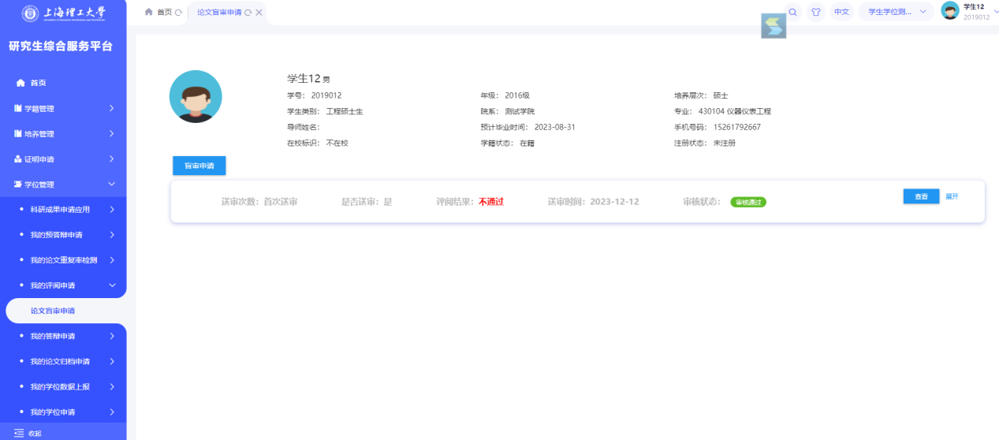 上海理工大学
首页
论文盲审申请
中文
学生学位测...
学生12
2019012
研究生综合服务平台
首页
学籍管理
培养管理
证明申请
学位管理
科研成果申请应用
我的预答辩申请
我的论文重复率检测
我的评阅申请
论文盲审申请
我的答辩申请
我的论文归档申请
我的学位数据上报
我的学位申请
收起
学生12 男
学号： 2019012 年级： 2016级 培养层次： 硕士
学生类别： 工程硕士生 院系： 测试学院 专业： 430104 仪器仪表工程
导师姓名： 预计毕业时间： 2023-08-31 手机号码： 15261792667
在校标识： 不在校 学籍状态： 在籍 注册状态： 未注册
盲审申请
送审次数：首次送审 是否送审：是 评阅结果：不通过 送审时间：2023-12-12 审核状态： 审核通过 查看 展开